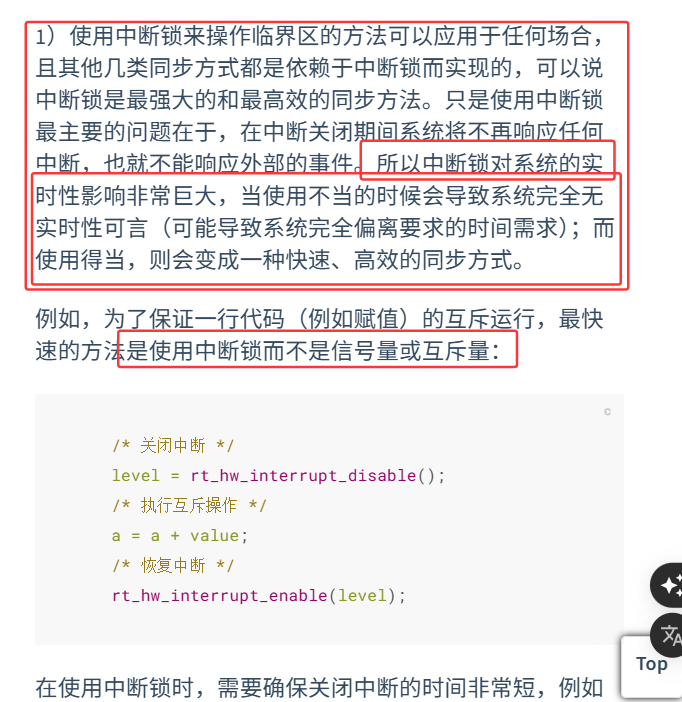 1）使用中断锁来操作临界区的方法可以应用于任何场合，
且其他几类同步方式都是依赖于中断锁而实现的，可以说
中断锁是最强大的和最高效的同步方法。只是使用中断锁
最主要的问题在于，在中断关闭期间系统将不再响应任何
中断，也就不能响应外部的事件。所以中断锁对系统的实
时性影响非常巨大，当使用不当的时候会导致系统完全无
实时性可言（可能导致系统完全偏离要求的时间需求）；而
使用得当，则会变成一种快速、高效的同步方式。
例如，为了保证一行代码（例如赋值）的互斥运行，最快
速的方法是使用中断锁而不是信号量或互斥量：
c
/* 关闭中断 */
level = rt_hw_interrupt_disable();
/* 执行互斥操作 */
a = a + value;
/* 恢复中断 */
rt_hw_interrupt_enable(level);
文A
Top
在使用中断锁时，需要确保关闭中断的时间非常短，例如